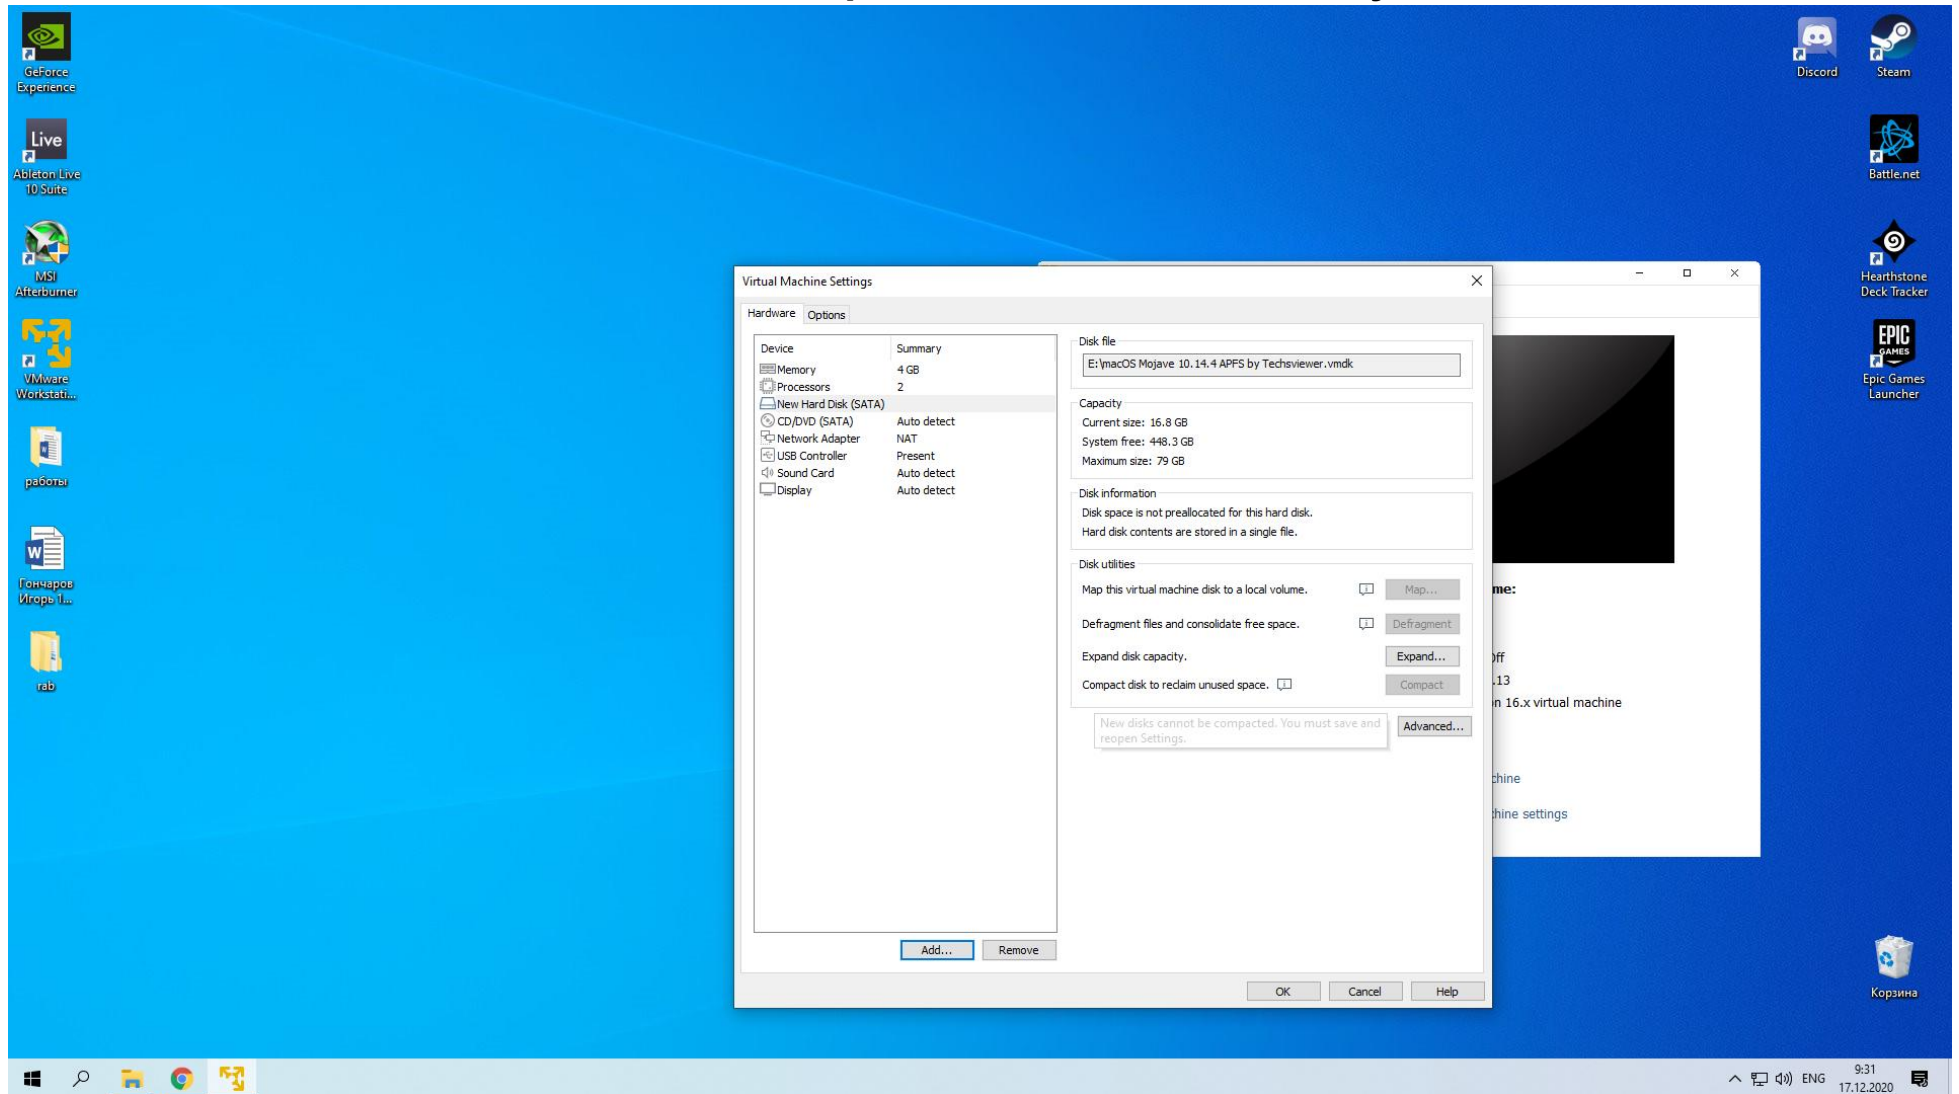 GeForce
Experience
Live
Ableton Live
10 Suite
MSI
Afterburner
VMware
Workstati...
работы
W
Гончаров
Игорь 1...
rab
Discord
Steam
Battle.net
Hearthstone
Deck Tracker
EPIC
GAMES
Epic Games
Launcher
Корзина
Virtual Machine Settings
Hardware
Options
Device Summary
Memory 4 GB
Processors 2
New Hard Disk (SATA)
CD/DVD (SATA) Auto detect
Network Adapter NAT
USB Controller Present
Sound Card Auto detect
Display Auto detect
Add...
Remove
Disk file
E:\macOS Mojave 10.14.4 APFS by Techsviewer.vmdk
Capacity
Current size: 16.8 GB
System free: 448.3 GB
Maximum size: 79 GB
Disk information
Disk space is not preallocated for this hard disk.
Hard disk contents are stored in a single file.
Disk utilities
Map this virtual machine disk to a local volume. Map...
Defragment files and consolidate free space. Defragment
Expand disk capacity. Expand...
Compact disk to reclaim unused space. Compact
New disks cannot be compacted. You must save and
reopen Settings.
Advanced...
OK
Cancel
Help
me:
Off
.13
n 16.x virtual machine
chine
chine settings
ENG
9:31
17.12.2020